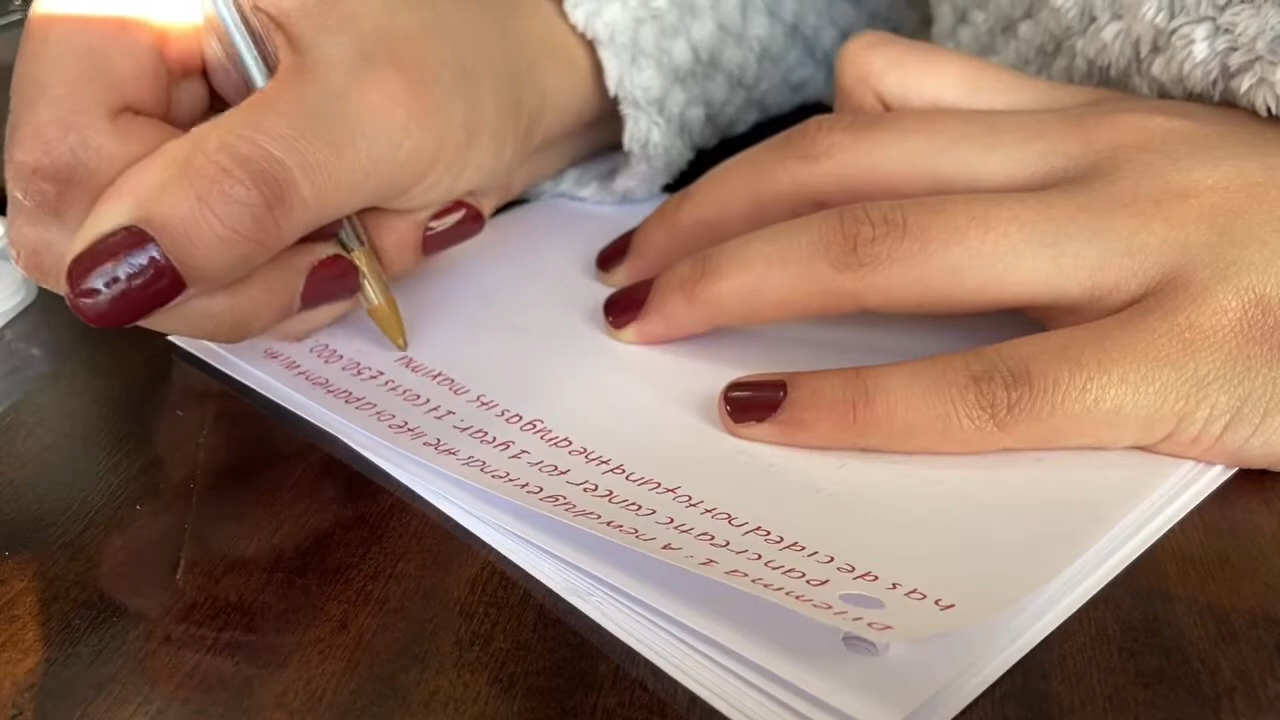 Dilemma 1: A new drug extends the life of a patient with
pancreatic cancer for 1 year. It costs £50,000.
has decided not to fund the drug as its maximu